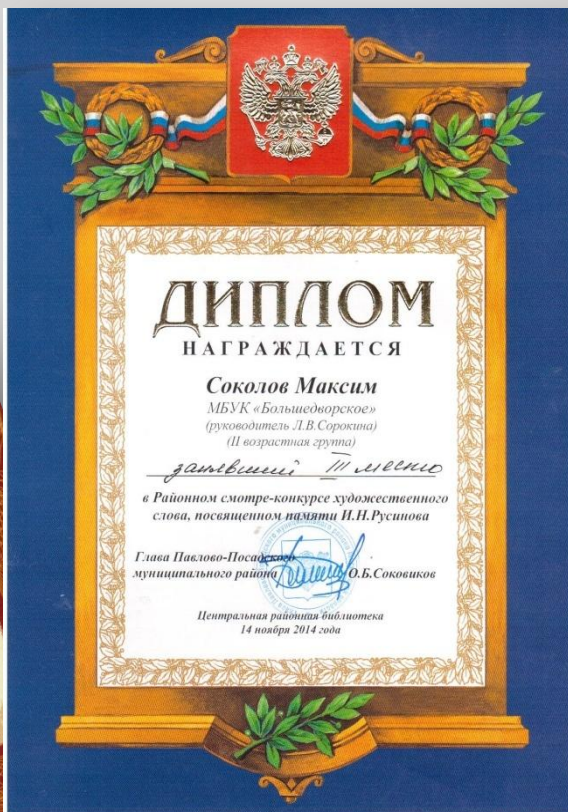 ДИПЛОМ
НАГРАЖДАЕТСЯ
Соколов Максим
МБУК «Большедворское»
(руководитель Л.В.Сорокина)
(II возрастная группа)
занявший III место
в Районном смотре-конкурсе художественного
слова, посвященном памяти И.Н.Русинова
Глава Павлово-Посадского
муниципального района О.Б.Соковиков
Центральная районная библиотека
14 ноября 2014 года